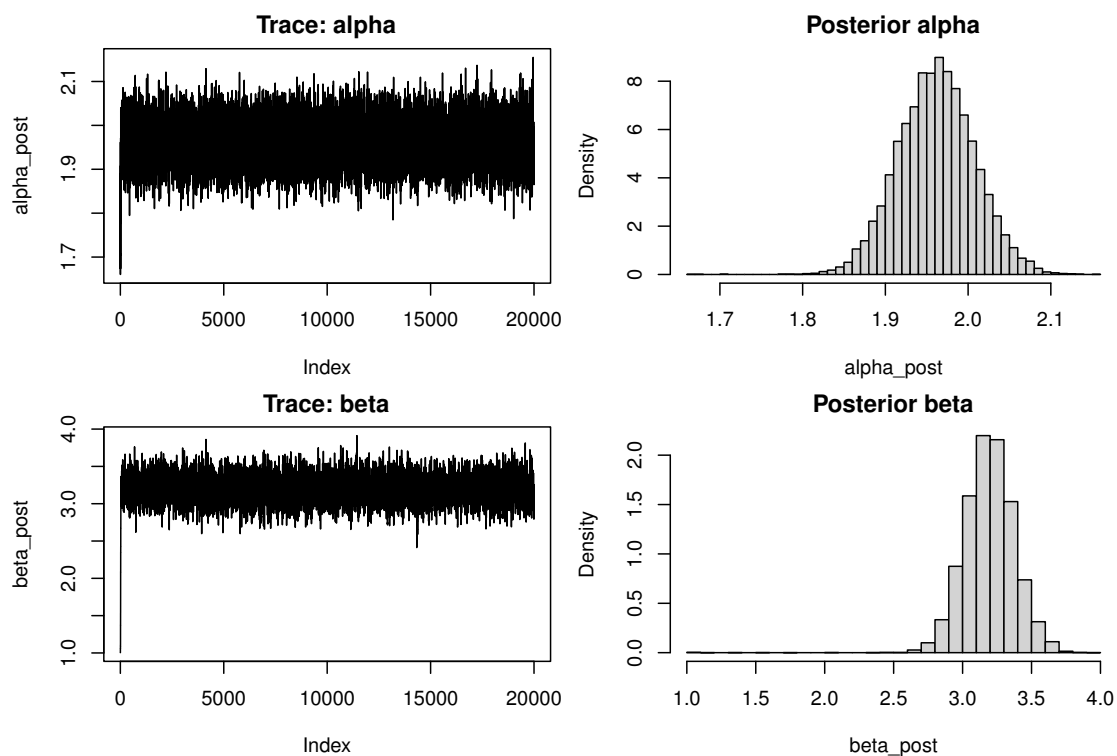 Trace: alpha
alpha_post
1.7 1.9 2.1
0 5000 10000 15000 20000
Index
Posterior alpha
Density
0 2 4 6 8
1.7 1.8 1.9 2.0 2.1
alpha_post
Trace: beta
beta_post
1.0 2.0 3.0 4.0
0 5000 10000 15000 20000
Index
Posterior beta
Density
0.0 0.5 1.0 1.5 2.0
1.0 1.5 2.0 2.5 3.0 3.5 4.0
beta_post